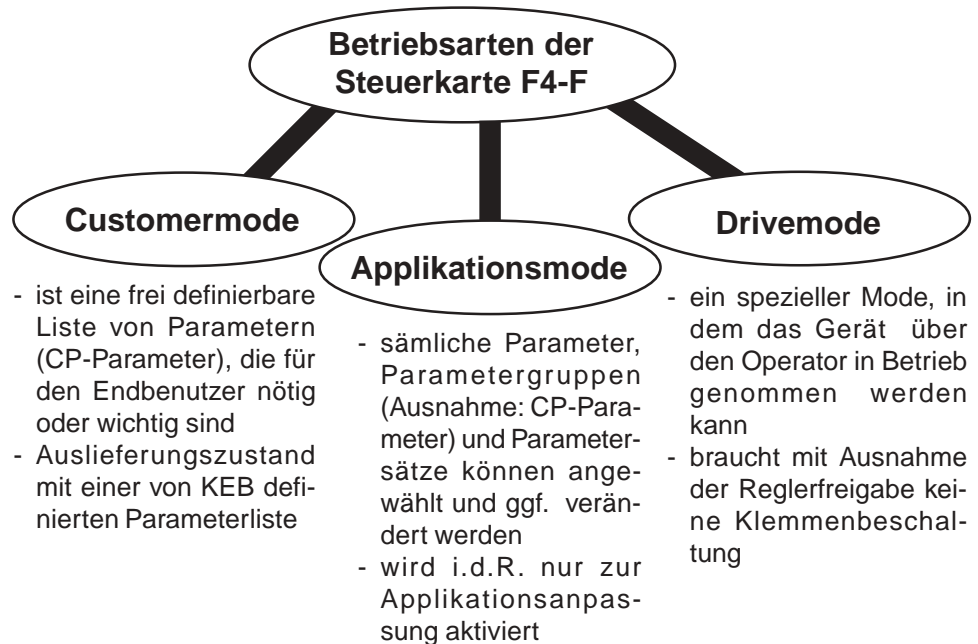 Betriebsarten der
Steuerkarte F4-F
Customermode
- ist eine frei definierbare
Liste von Parametern
(CP-Parameter), die für
den Endbenutzer nötig
oder wichtig sind
- Auslieferungszustand
mit einer von KEB defi-
nierten Parameterliste
Applikationsmode
- sämliche Parameter,
Parametergruppen
(Ausnahme: CP-Para-
meter) und Parameter-
sätze können ange-
wählt und ggf. verän-
dert werden
- wird i.d.R. nur zur
Applikationsanpas-
sung aktiviert
Drivemode
- ein spezieller Mode, in
dem das Gerät über
den Operator in Betrieb
genommen werden
kann
- braucht mit Ausnahme
der Reglerfreigabe kei-
ne Klemmenbeschal-
tung